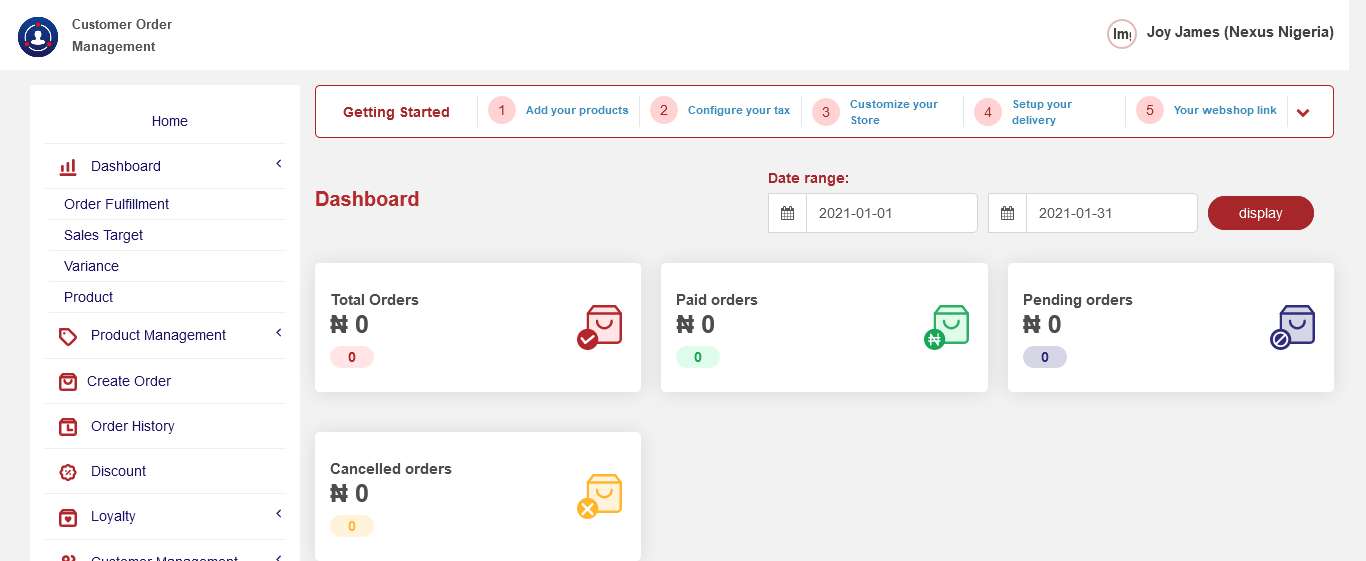 Customer Order
Management
Img
Joy James (Nexus Nigeria)
Home
Dashboard
Order Fulfillment
Sales Target
Variance
Product
Product Management
Create Order
Order History
Discount
Loyalty
Customer Management
Getting Started
1 Add your products
2 Configure your tax
3 Customize your
Store
4 Setup your
delivery
5 Your webshop link
Dashboard
Date range:
2021-01-01
2021-01-31
display
Total Orders
₦ 0
0
Paid orders
₦ 0
0
Pending orders
₦ 0
0
Cancelled orders
₦ 0
0